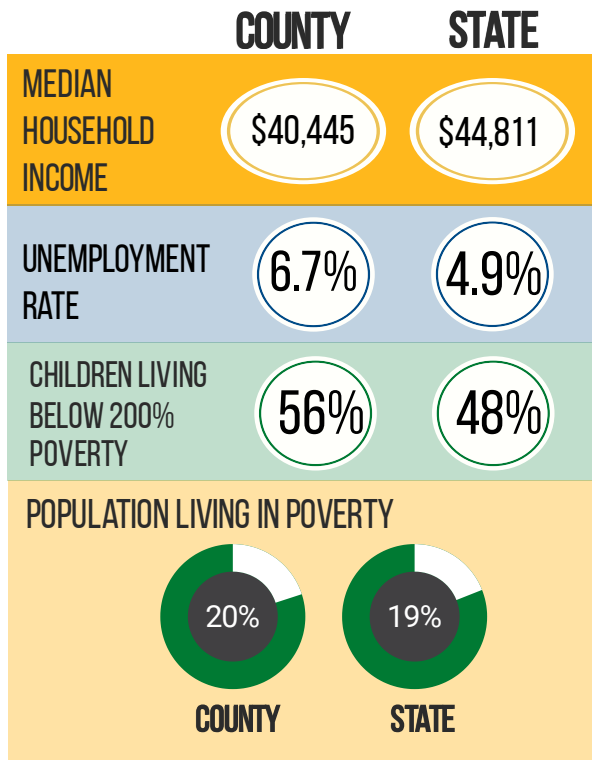 COUNTY STATE
MEDIAN
HOUSEHOLD
INCOME
$40,445 $44,811
UNEMPLOYMENT
RATE
6.7% 4.9%
CHILDREN LIVING
BELOW 200%
POVERTY
56% 48%
POPULATION LIVING IN POVERTY
20% 19%
COUNTY STATE